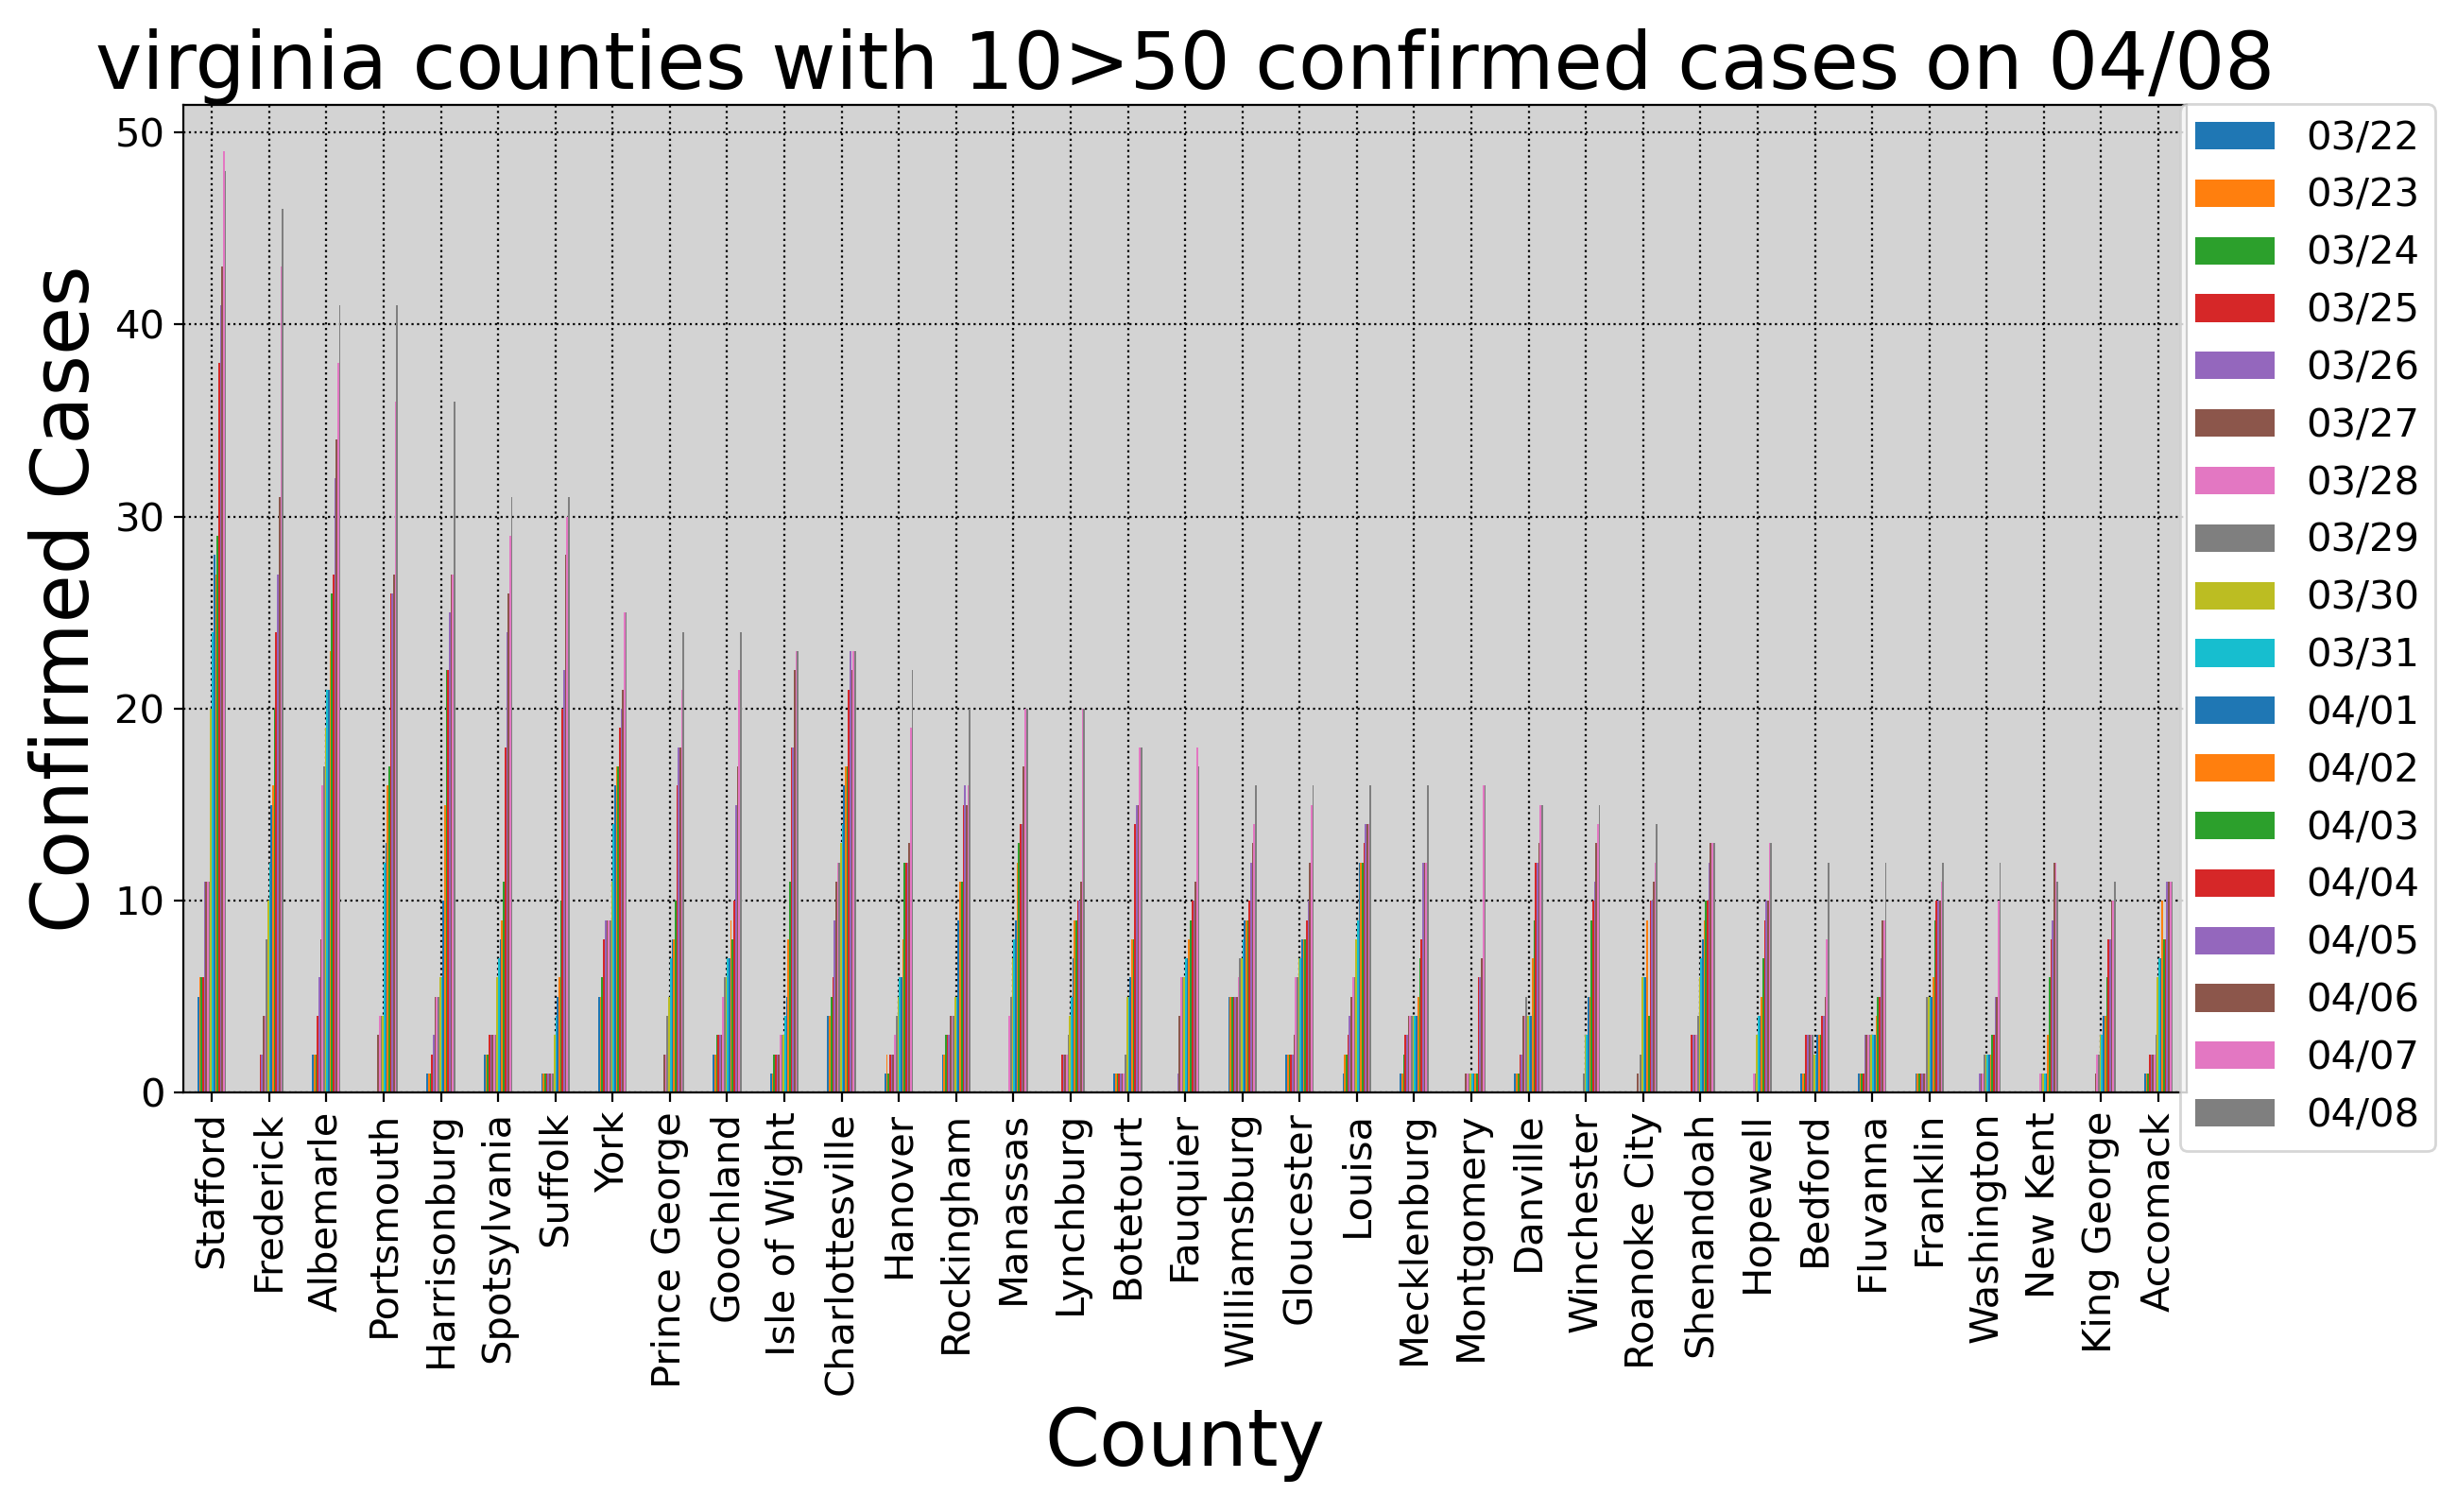 virginia counties with 10>50 confirmed cases on 04/08
Confirmed Cases
50
40
30
20
10
0
03/22
03/23
03/24
03/25
03/26
03/27
03/28
03/29
03/30
03/31
04/01
04/02
04/03
04/04
04/05
04/06
04/07
04/08
Stafford
Frederick
Albemarle
Portsmouth
Harrisonburg
Spotsylvania
Suffolk
York
Prince George
Goochland
Isle of Wight
Charlottesville
Hanover
Rockingham
Manassas
Lynchburg
Botetourt
Fauquier
Williamsburg
Gloucester
Louisa
Mecklenburg
Montgomery
Danville
Winchester
Roanoke City
Shenandoah
Hopewell
Bedford
Fluvanna
Franklin
Washington
New Kent
King George
Accomack
County